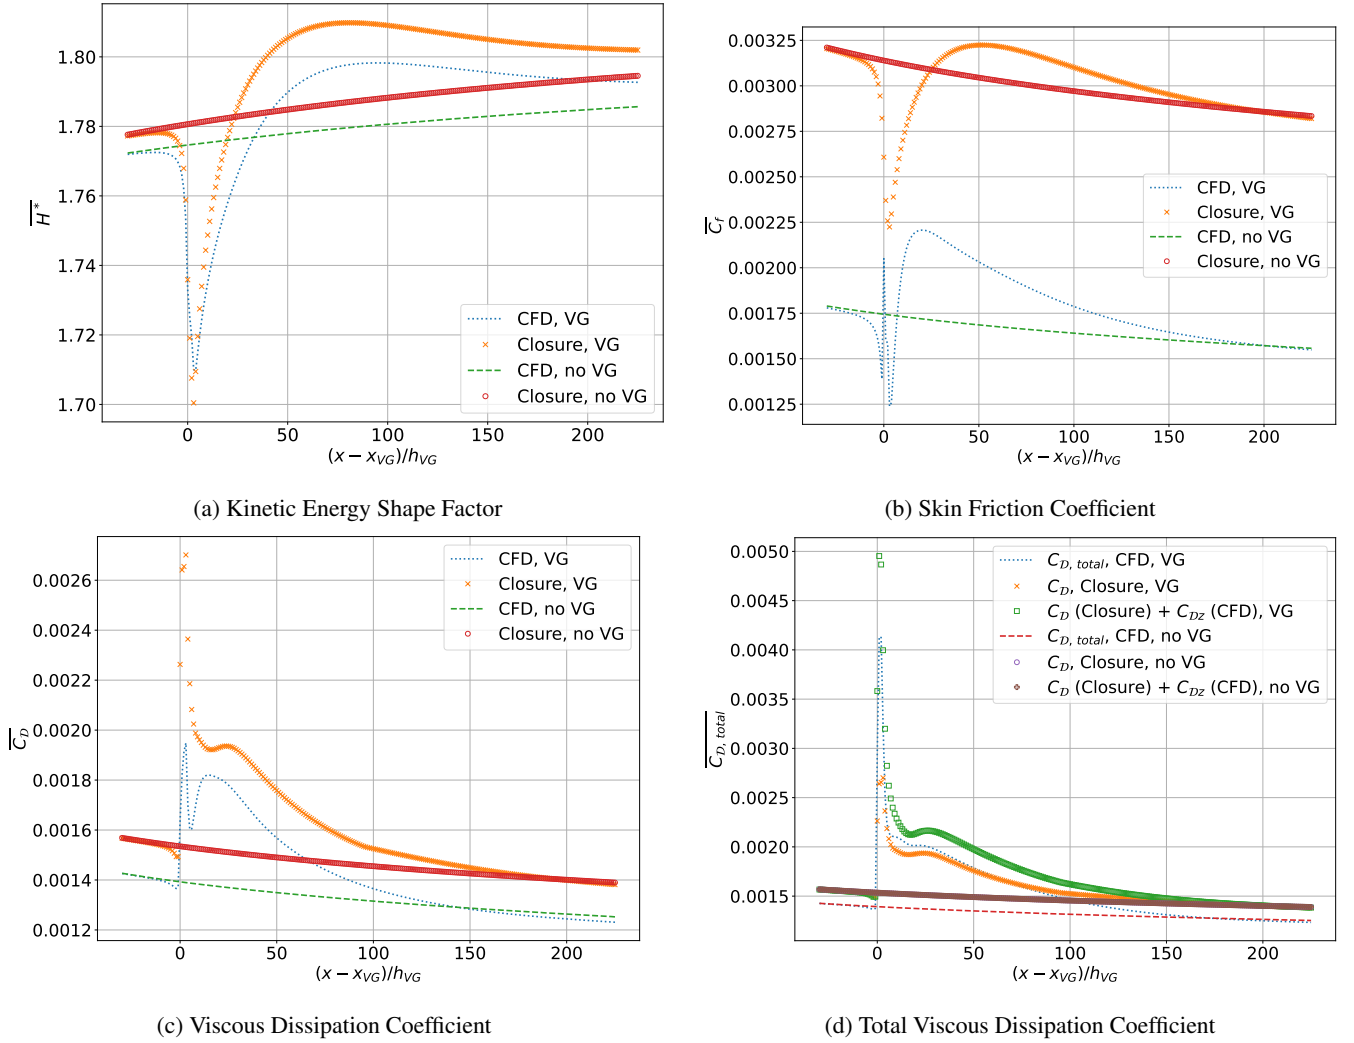 1.80
1.78
1.76
1.74
1.72
1.70
H*
0
50
100
150
200
(x − x_VG)/h_VG
CFD, VG
Closure, VG
CFD, no VG
Closure, no VG
(a) Kinetic Energy Shape Factor
0.00325
0.00300
0.00275
0.00250
0.00225
0.00200
0.00175
0.00150
0.00125
C_f
0
50
100
150
200
(x − x_VG)/h_VG
CFD, VG
Closure, VG
CFD, no VG
Closure, no VG
(b) Skin Friction Coefficient
0.0026
0.0024
0.0022
0.0020
0.0018
0.0016
0.0014
0.0012
C_𝒟
0
50
100
150
200
(x − x_VG)/h_VG
CFD, VG
Closure, VG
CFD, no VG
Closure, no VG
(c) Viscous Dissipation Coefficient
0.0050
0.0045
0.0040
0.0035
0.0030
0.0025
0.0020
0.0015
0.0010
C_𝒟, total
0
50
100
150
200
(x − x_VG)/h_VG
C_𝒟, total, CFD, VG
C_𝒟, Closure, VG
C_𝒟 (Closure) + C_𝒟z (CFD), VG
C_𝒟, total, CFD, no VG
C_𝒟, Closure, no VG
C_𝒟 (Closure) + C_𝒟z (CFD), no VG
(d) Total Viscous Dissipation Coefficient